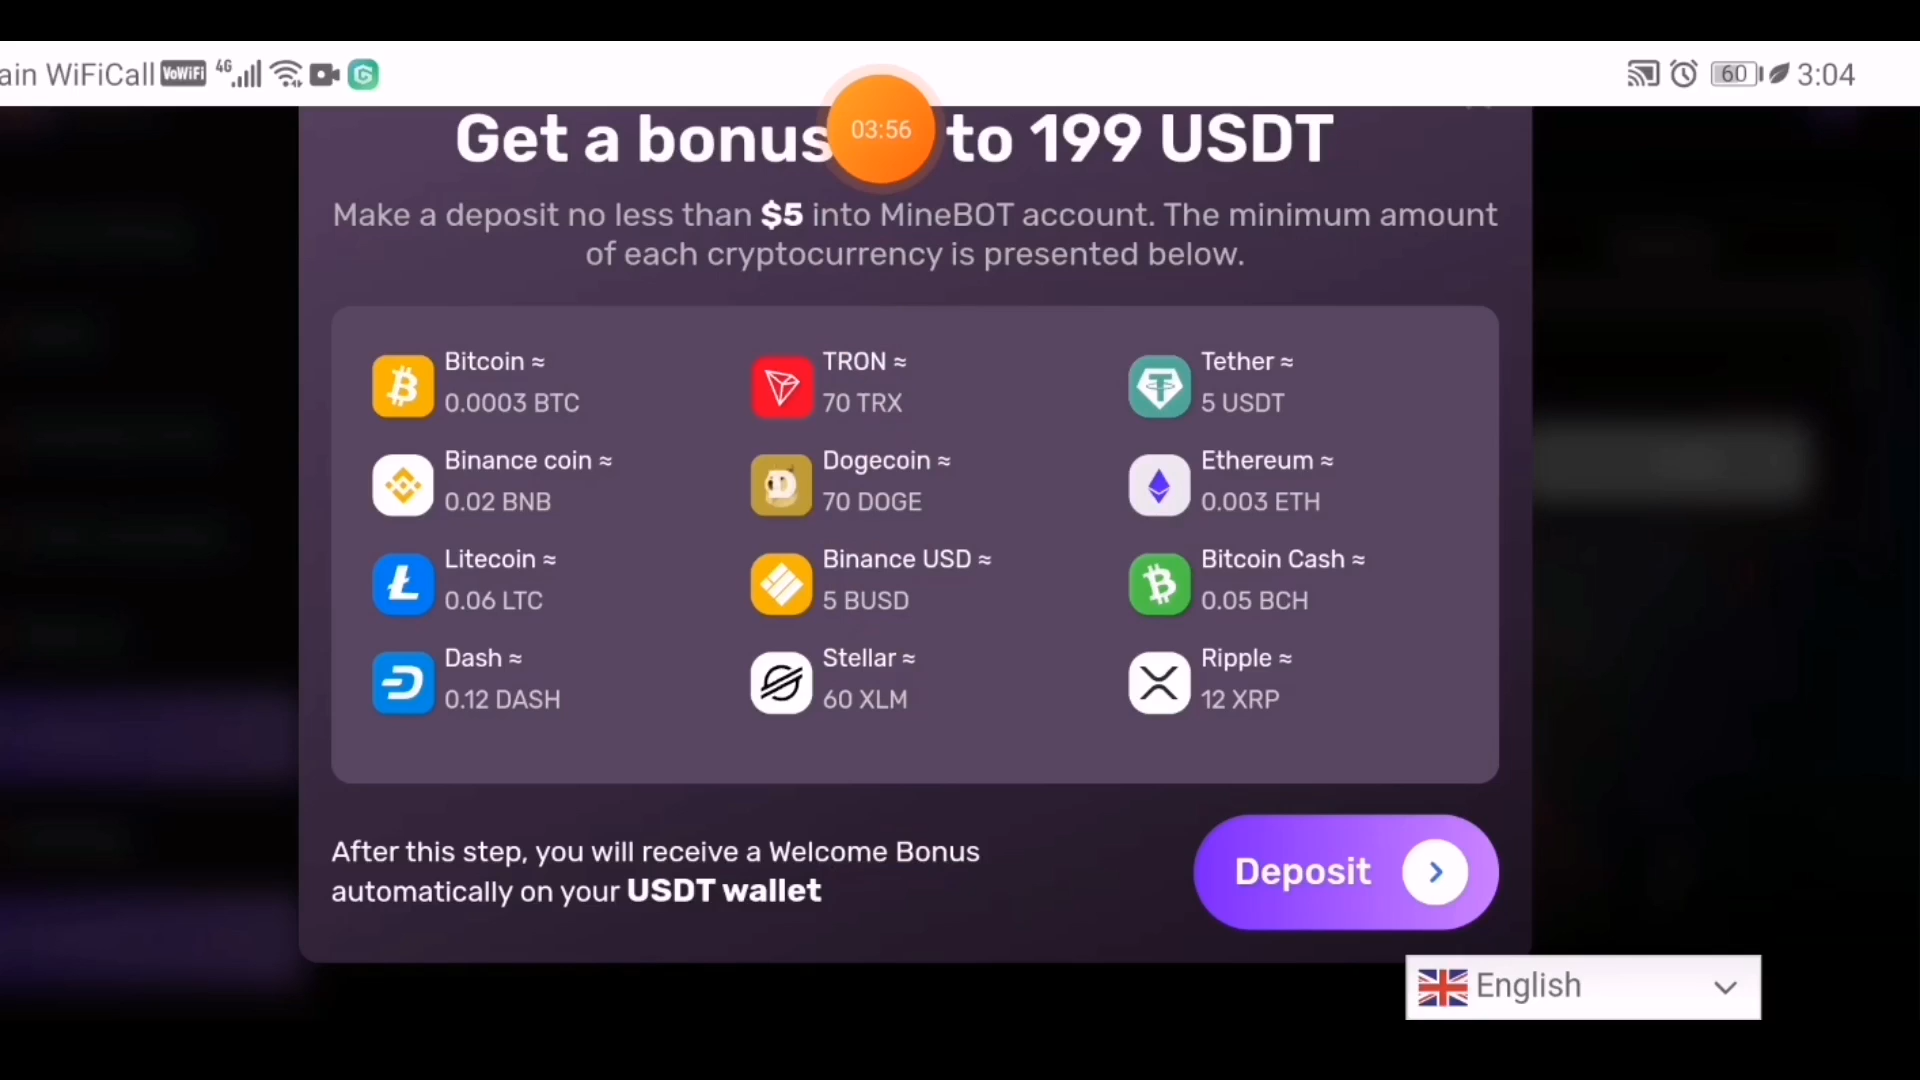 ain WiFiCall VoWiFi 4G 60 3:04
Get a bonus to 199 USDT
03:56
Make a deposit no less than $5 into MineBOT account. The minimum amount
of each cryptocurrency is presented below.
Bitcoin ≈
0.0003 BTC
TRON ≈
70 TRX
Tether ≈
5 USDT
Binance coin ≈
0.02 BNB
Dogecoin ≈
70 DOGE
Ethereum ≈
0.003 ETH
Litecoin ≈
0.06 LTC
Binance USD ≈
5 BUSD
Bitcoin Cash ≈
0.05 BCH
Dash ≈
0.12 DASH
Stellar ≈
60 XLM
Ripple ≈
12 XRP
After this step, you will receive a Welcome Bonus
automatically on your USDT wallet
Deposit
English